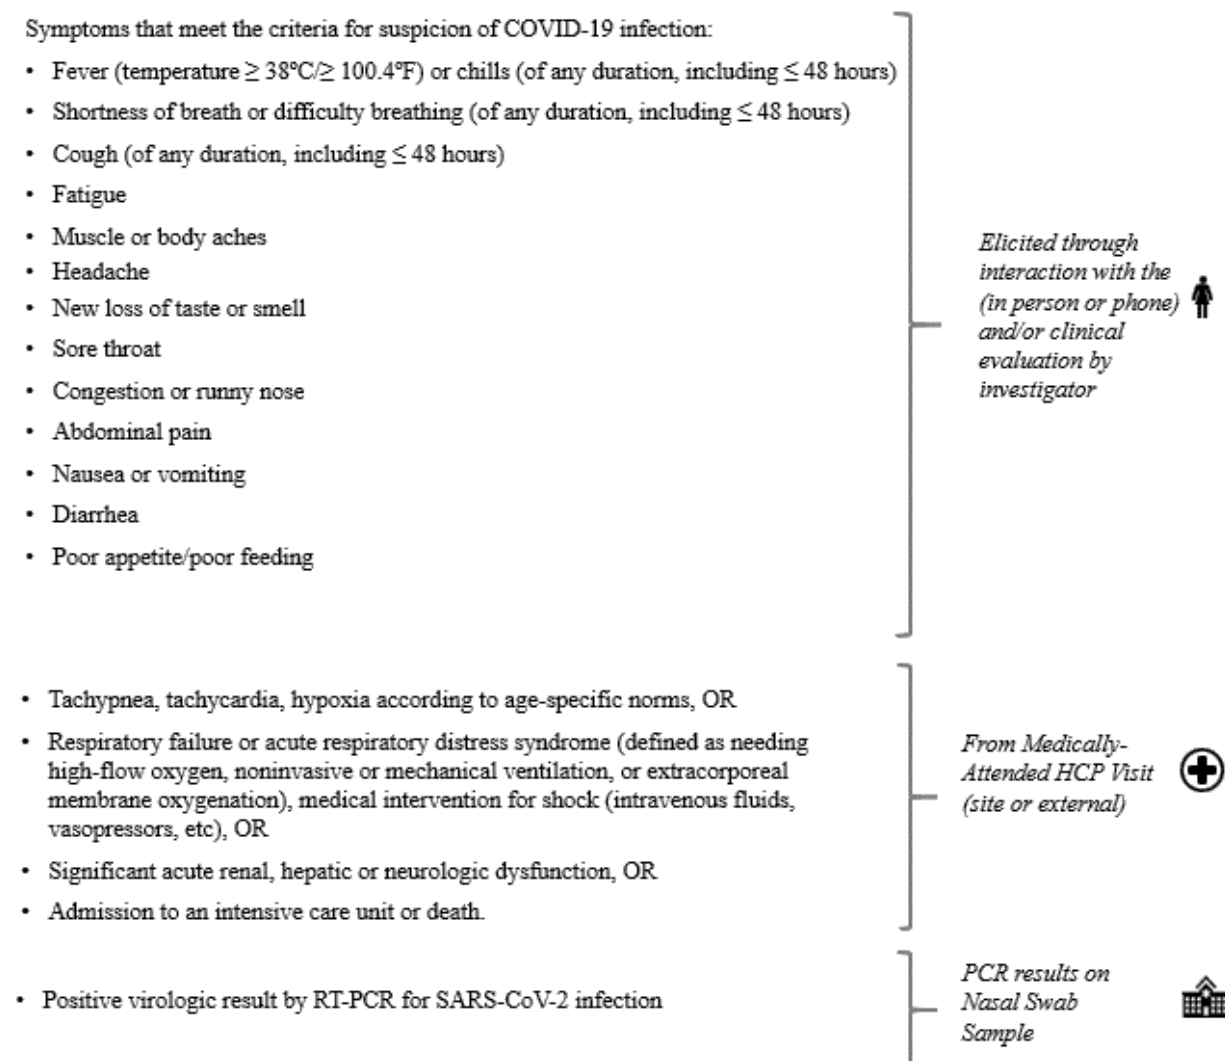 Symptoms that meet the criteria for suspicion of COVID-19 infection:
• Fever (temperature ≥ 38°C/≥ 100.4°F) or chills (of any duration, including ≤ 48 hours)
• Shortness of breath or difficulty breathing (of any duration, including ≤ 48 hours)
• Cough (of any duration, including ≤ 48 hours)
• Fatigue
• Muscle or body aches
• Headache
• New loss of taste or smell
• Sore throat
• Congestion or runny nose
• Abdominal pain
• Nausea or vomiting
• Diarrhea
• Poor appetite/poor feeding
Elicited through
interaction with the
(in person or phone)
and/or clinical
evaluation by
investigator
• Tachypnea, tachycardia, hypoxia according to age-specific norms, OR
• Respiratory failure or acute respiratory distress syndrome (defined as needing
high-flow oxygen, noninvasive or mechanical ventilation, or extracorporeal
membrane oxygenation), medical intervention for shock (intravenous fluids,
vasopressors, etc), OR
• Significant acute renal, hepatic or neurologic dysfunction, OR
• Admission to an intensive care unit or death.
From Medically-
Attended HCP Visit
(site or external)
• Positive virologic result by RT-PCR for SARS-CoV-2 infection
PCR results on
Nasal Swab
Sample